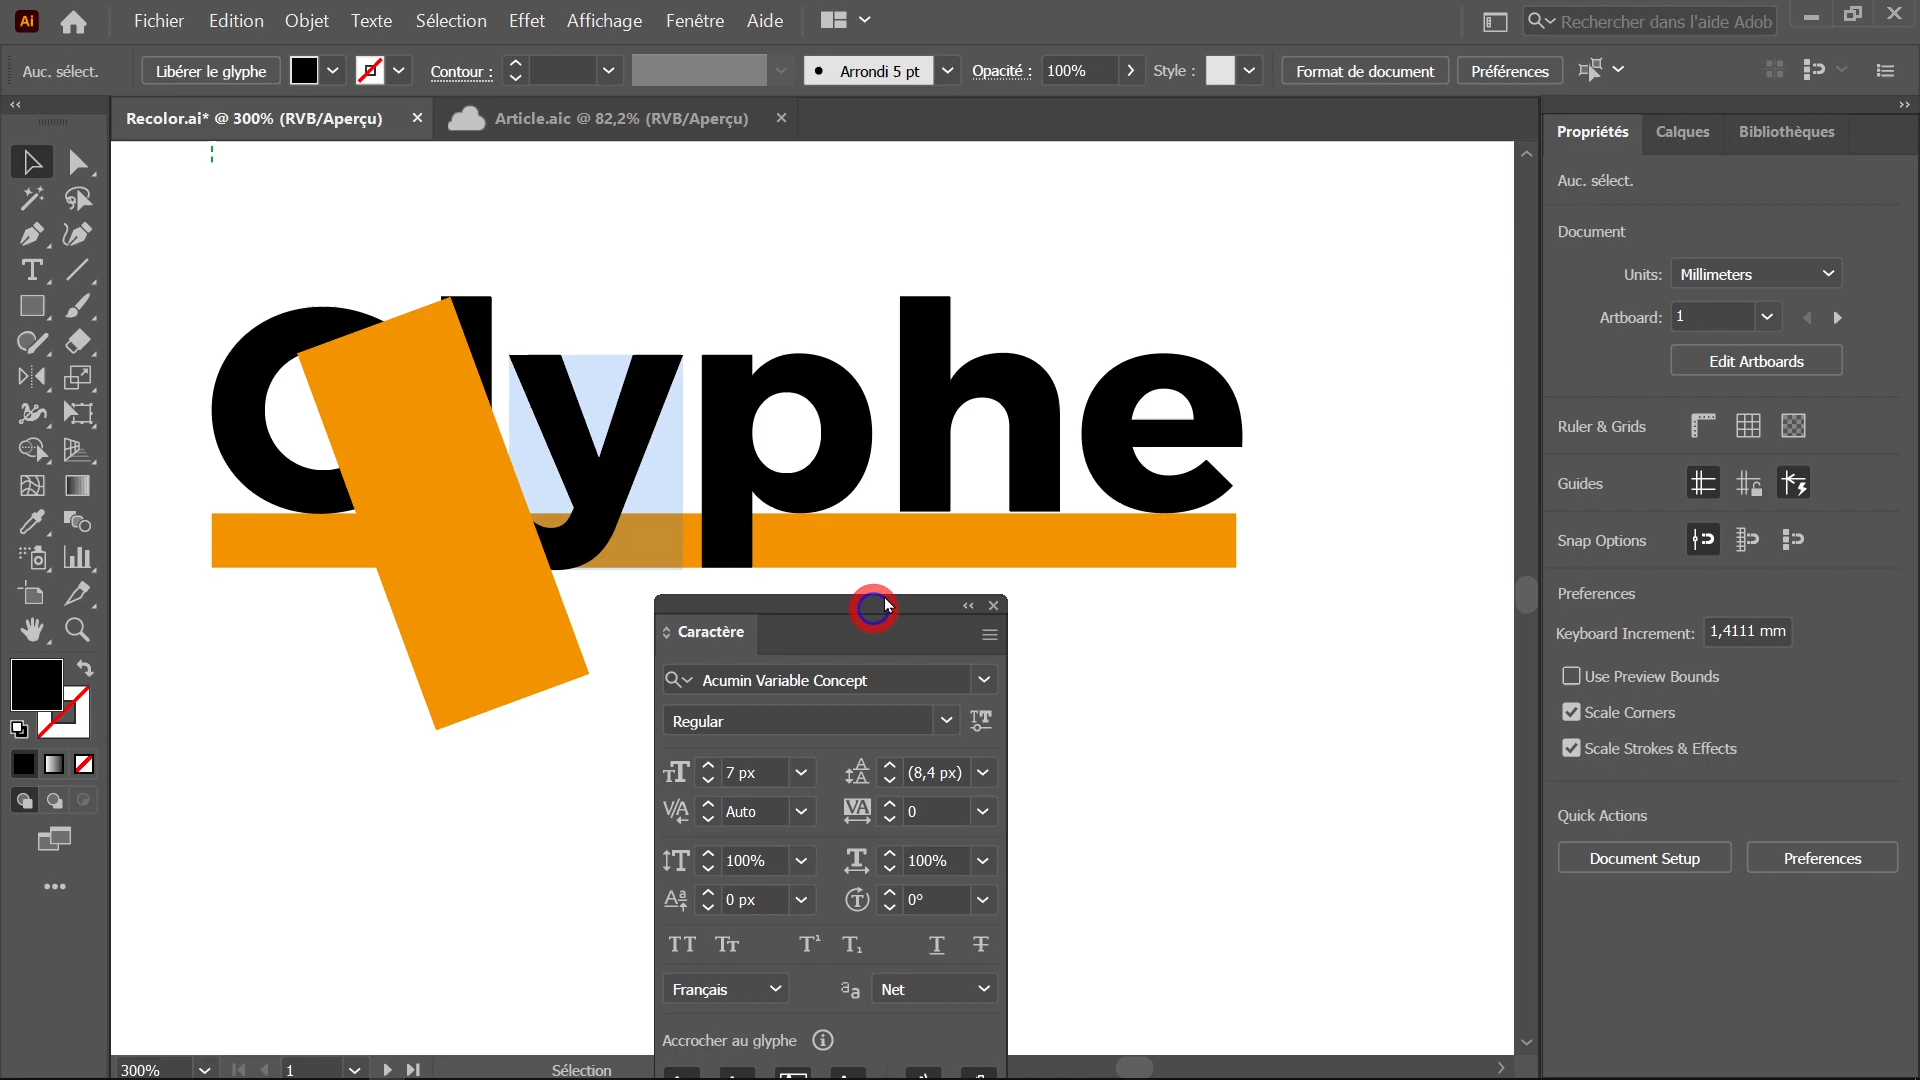 Ai
Fichier Edition Objet Texte Sélection Effet Affichage Fenêtre Aide
Rechercher dans l'aide Adob
Auc. sélect.
Libérer le glyphe
Contour :
Arrondi 5 pt
Opacité :
100%
Style :
Format de document
Préférences
Recolor.ai* @ 300% (RVB/Aperçu)
Article.aic @ 82,2% (RVB/Aperçu)
Propriétés Calques Bibliothèques
Auc. sélect.
Document
Units: Millimeters
Artboard: 1
Edit Artboards
Ruler & Grids
Guides
Snap Options
Preferences
Keyboard Increment: 1,4111 mm
Use Preview Bounds
Scale Corners
Scale Strokes & Effects
Quick Actions
Document Setup
Preferences
Glyphe
Caractère
Acumin Variable Concept
Regular
7 px
(8,4 px)
Auto
0
100%
100%
0 px
0°
Français
Net
Accrocher au glyphe
300%
1
Sélection